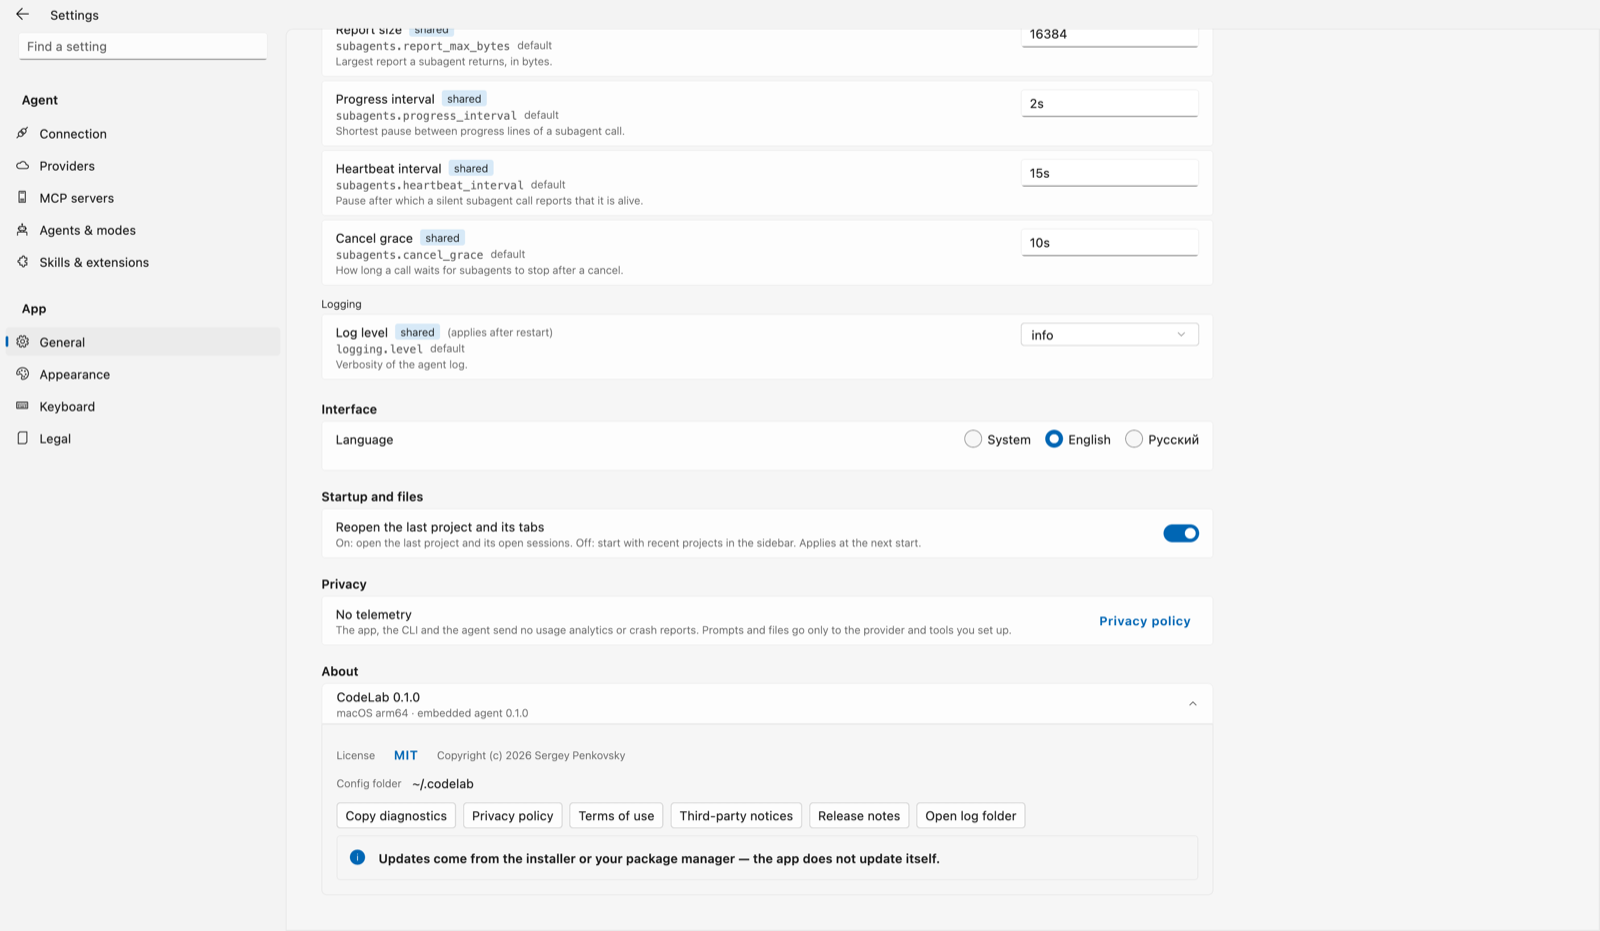 Settings
Find a setting
Agent
Connection
Providers
MCP servers
Agents & modes
Skills & extensions
App
General
Appearance
Keyboard
Legal
Report size shared
subagents.report_max_bytes default
Largest report a subagent returns, in bytes.
16384
Progress interval shared
subagents.progress_interval default
Shortest pause between progress lines of a subagent call.
2s
Heartbeat interval shared
subagents.heartbeat_interval default
Pause after which a silent subagent call reports that it is alive.
15s
Cancel grace shared
subagents.cancel_grace default
How long a call waits for subagents to stop after a cancel.
10s
Logging
Log level shared (applies after restart)
logging.level default
Verbosity of the agent log.
info
Interface
Language
System English Русский
Startup and files
Reopen the last project and its tabs
On: open the last project and its open sessions. Off: start with recent projects in the sidebar. Applies at the next start.
Privacy
No telemetry
The app, the CLI and the agent send no usage analytics or crash reports. Prompts and files go only to the provider and tools you set up.
Privacy policy
About
CodeLab 0.1.0
macOS arm64 · embedded agent 0.1.0
License MIT Copyright (c) 2026 Sergey Penkovsky
Config folder ~/.codelab
Copy diagnostics Privacy policy Terms of use Third-party notices Release notes Open log folder
Updates come from the installer or your package manager — the app does not update itself.